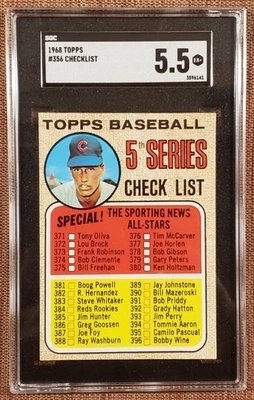 SGC
1968 TOPPS
#356 CHECKLIST
5.5 EX+
3596141
TOPPS BASEBALL
5th SERIES
CHECK LIST
SPECIAL! THE SPORTING NEWS
ALL-STARS
371 Tony Oliva 376 Tim McCarver
372 Lou Brock 377 Joe Horlen
373 Frank Robinson 378 Bob Gibson
374 Bob Clemente 379 Gary Peters
375 Bill Freehan 380 Ken Holtzman
381 Boog Powell 389 Jay Johnstone
382 R. Hernandez 390 Bill Mazeroski
383 Steve Whitaker 391 Bob Priddy
384 Reds Rookies 392 Grady Hatton
385 Jim Hunter 393 Jim Perry
386 Greg Goossen 394 Tommie Aaron
387 Joe Foy 395 Camilo Pascual
388 Ray Washburn 396 Bobby Wine